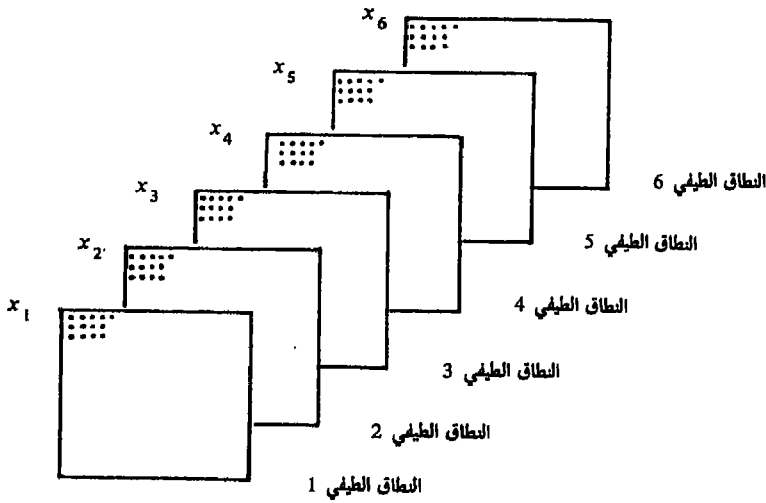 x6
x5
x4
x3
x2
x1
النطاق الطيفي 6
النطاق الطيفي 5
النطاق الطيفي 4
النطاق الطيفي 3
النطاق الطيفي 2
النطاق الطيفي 1